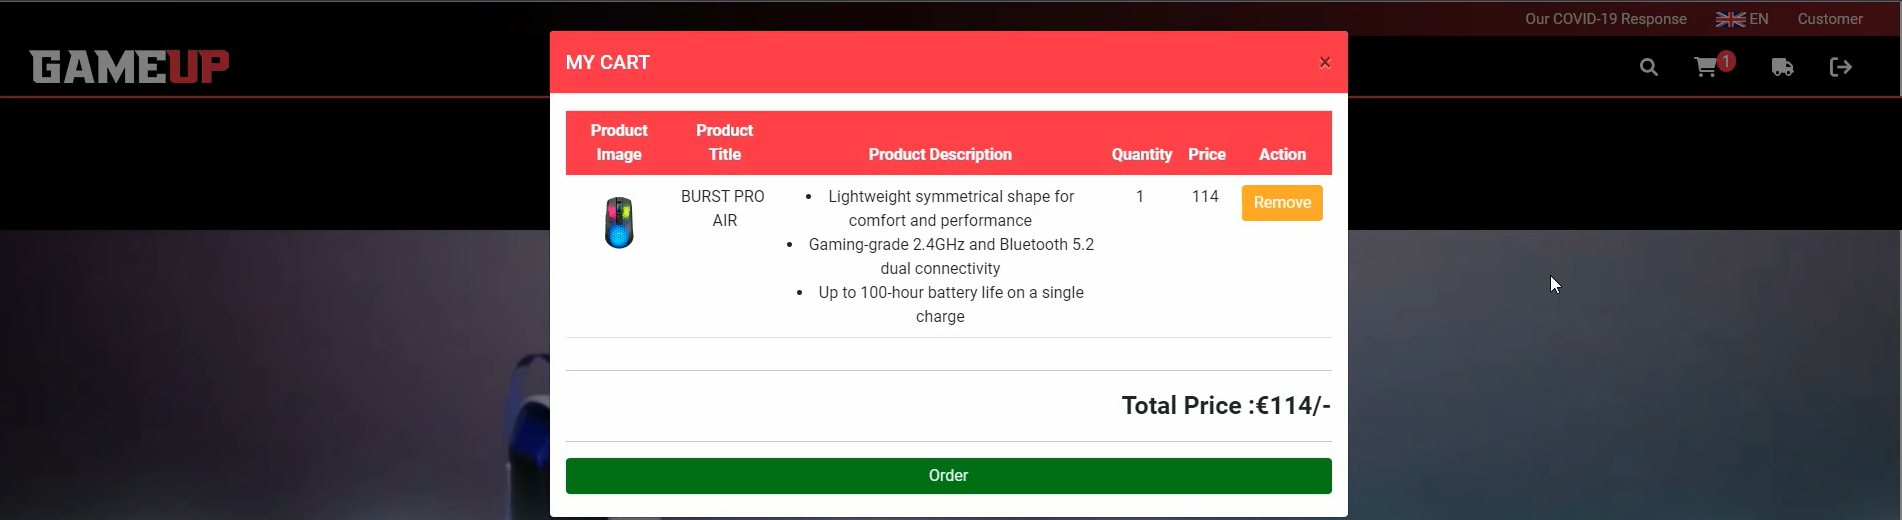 Our COVID-19 Response EN Customer
GAMEUP
1
MY CART
×
Product Image
Product Title
Product Description
Quantity
Price
Action
BURST PRO
AIR
• Lightweight symmetrical shape for
comfort and performance
• Gaming-grade 2.4GHz and Bluetooth 5.2
dual connectivity
• Up to 100-hour battery life on a single
charge
1
114
Remove
Total Price :€114/-
Order